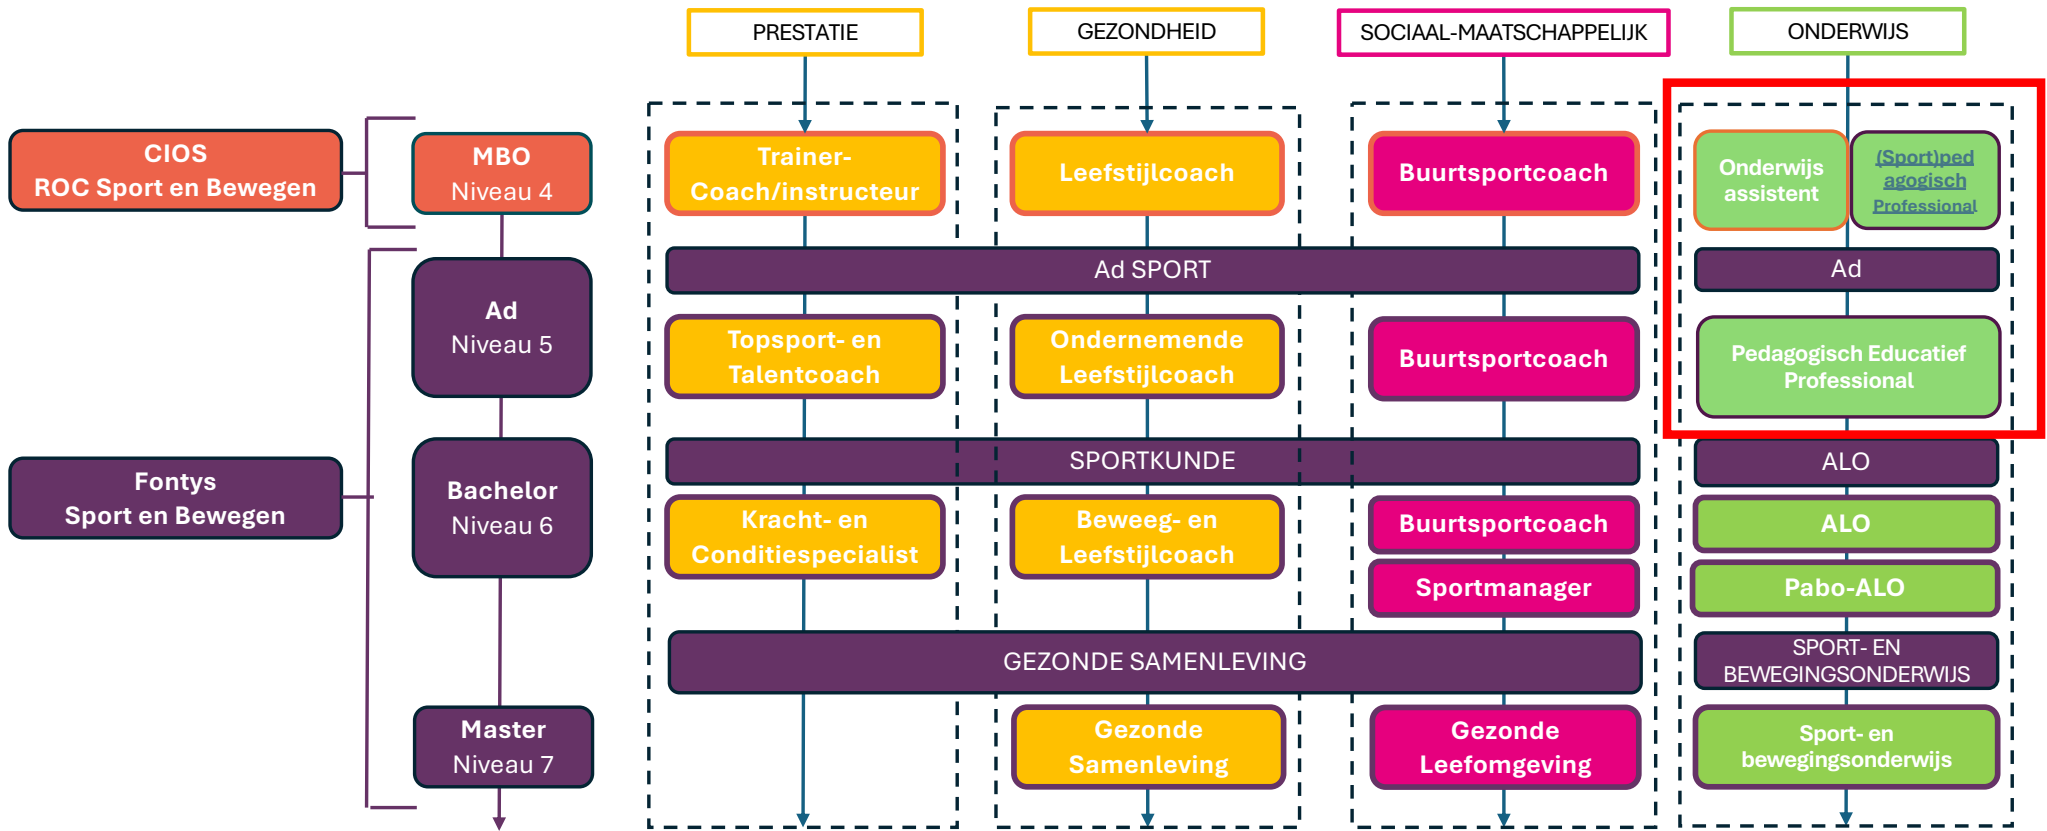 PRESTATIE
GEZONDHEID
SOCIAAL-MAATSCHAPPELIJK
ONDERWIJS
CIOS
ROC Sport en Bewegen
MBO
Niveau 4
Trainer-
Coach/instructeur
Leefstijlcoach
Buurtsportcoach
Onderwijs
assistent
(Sport)ped
agogisch
Professional
Ad SPORT
Ad
Ad
Niveau 5
Topsport- en
Talentcoach
Ondernemende
Leefstijlcoach
Buurtsportcoach
Pedagogisch Educatief
Professional
SPORTKUNDE
ALO
Fontys
Sport en Bewegen
Bachelor
Niveau 6
Kracht- en
Conditiespecialist
Beweeg- en
Leefstijlcoach
Buurtsportcoach
Sportmanager
ALO
Pabo-ALO
GEZONDE SAMENLEVING
SPORT- EN
BEWEGINGSONDERWIJS
Master
Niveau 7
Gezonde
Samenleving
Gezonde
Leefomgeving
Sport- en
bewegingsonderwijs